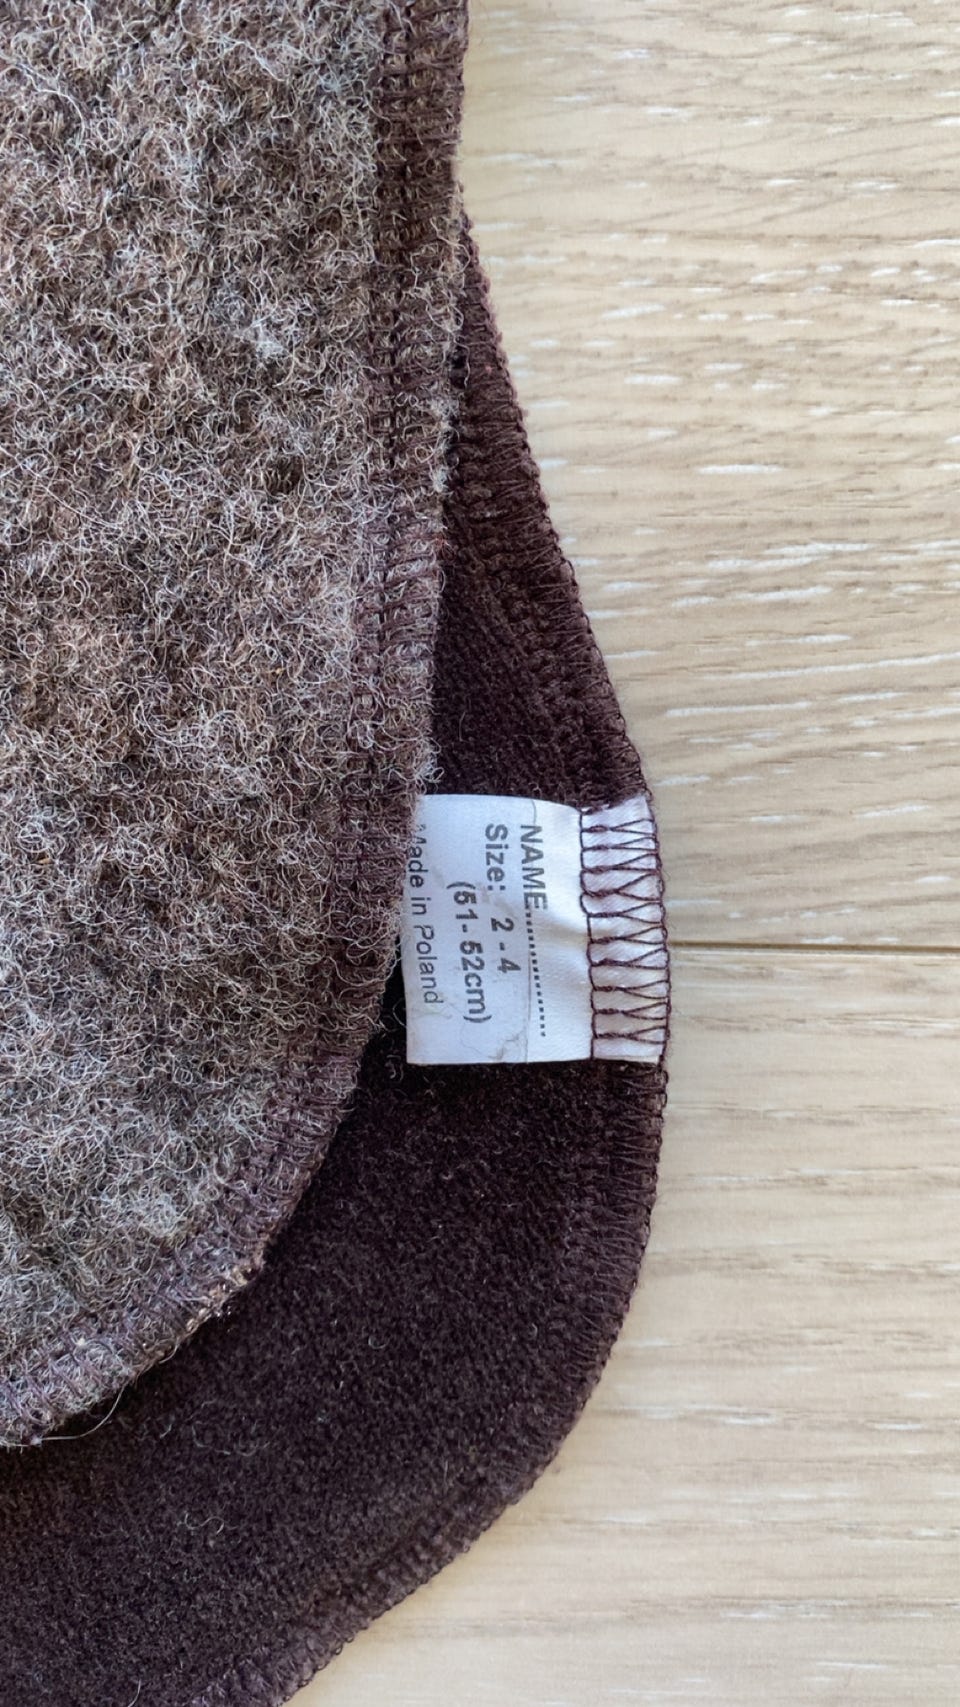 NAME................
Size: 2 - 4
(51- 52cm)
Made in Poland